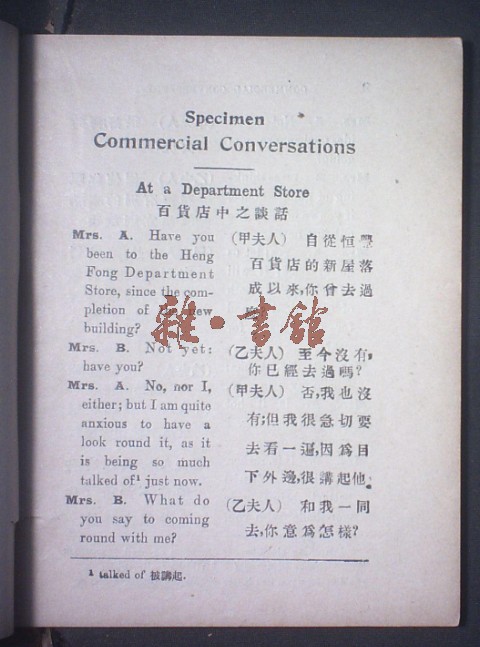 Specimen
Commercial Conversations
At a Department Store
百貨店中之談話
Mrs. A. Have you
been to the Heng
Fong Department
Store, since the com-
pletion of new
building?
(甲夫人) 自從恒豐
百貨店的新屋落
成以來,你曾去過
Mrs. B. Not yet:
have you?
(乙夫人) 至今沒有,
你已經去過嗎?
Mrs. A. No, nor I,
either; but I am quite
anxious to have a
look round it, as it
is being so much
talked of¹ just now.
(甲夫人) 否,我也沒
有;但我很急切要
去看一遍,因爲目
下外邊,很講起他.
Mrs. B. What do
you say to coming
round with me?
(乙夫人) 和我一同
去,你意爲怎樣?
¹ talked of 被講起.
雜·書館